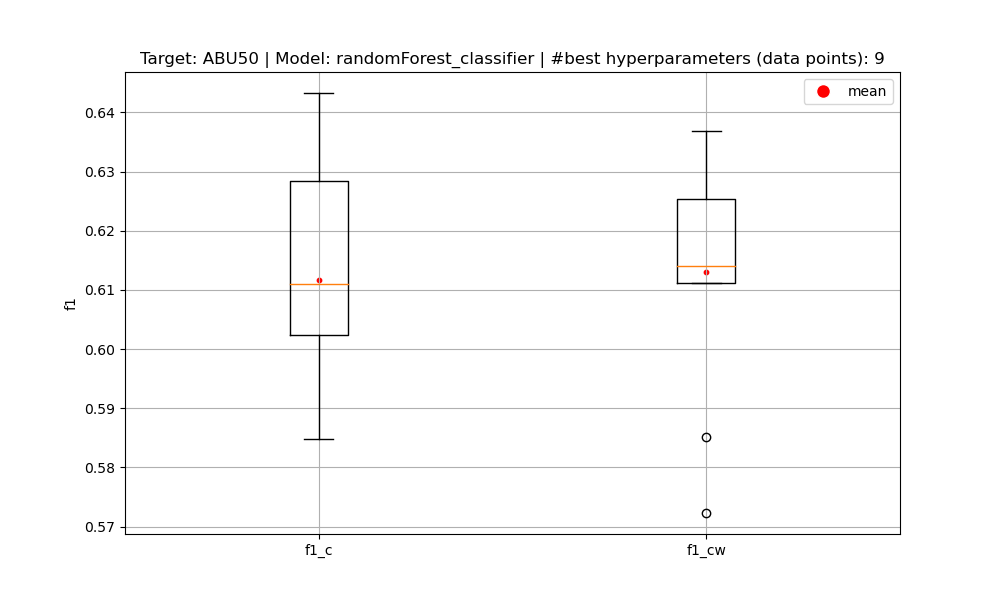 Target: ABU50 | Model: randomForest_classifier | #best hyperparameters (data points): 9
mean
0.64
0.63
0.62
0.61
0.60
0.59
0.58
0.57
f1
f1_c
f1_cw